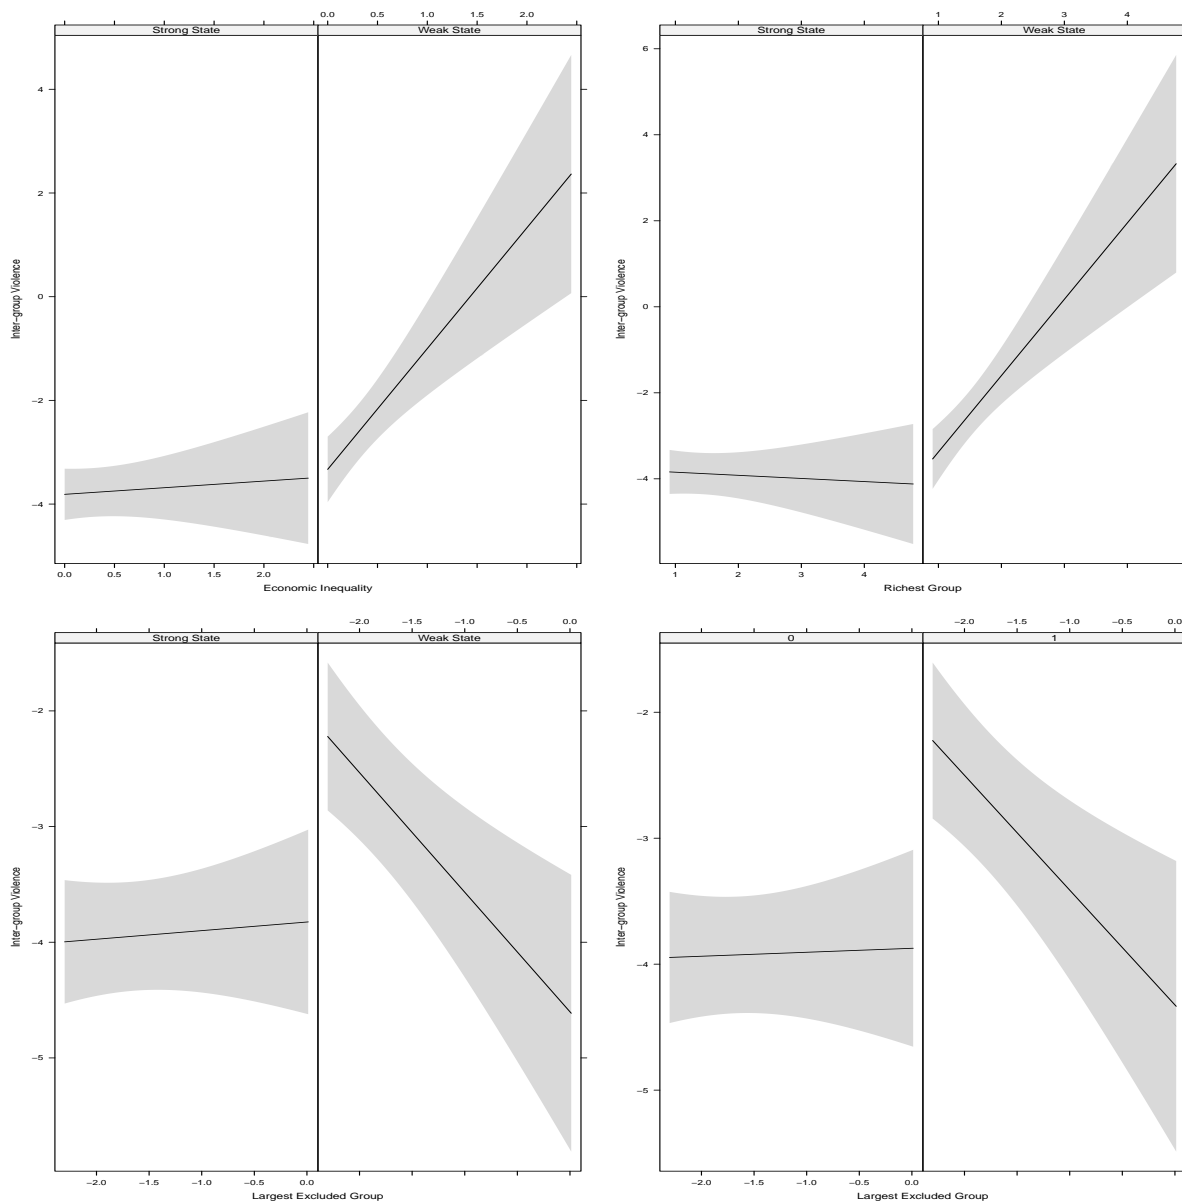 0.0 0.5 1.0 2.0
Strong State Weak State
4
2
0
−2
−4
Inter−group Violence
0.0 0.5 1.0 2.0
Economic Inequality
1 2 3 4
Strong State Weak State
6
4
2
0
−2
−4
Inter−group Violence
1 2 3 4
Richest Group
−2.0 −1.5 −1.0 −0.5 0.0
Strong State Weak State
−2
−3
−4
−5
Inter−group Violence
−2.0 −1.5 −1.0 −0.5 0.0
Largest Excluded Group
−2.0 −1.5 −1.0 −0.5 0.0
0 1
−2
−3
−4
−5
Inter−group Violence
−2.0 −1.5 −1.0 −0.5 0.0
Largest Excluded Group